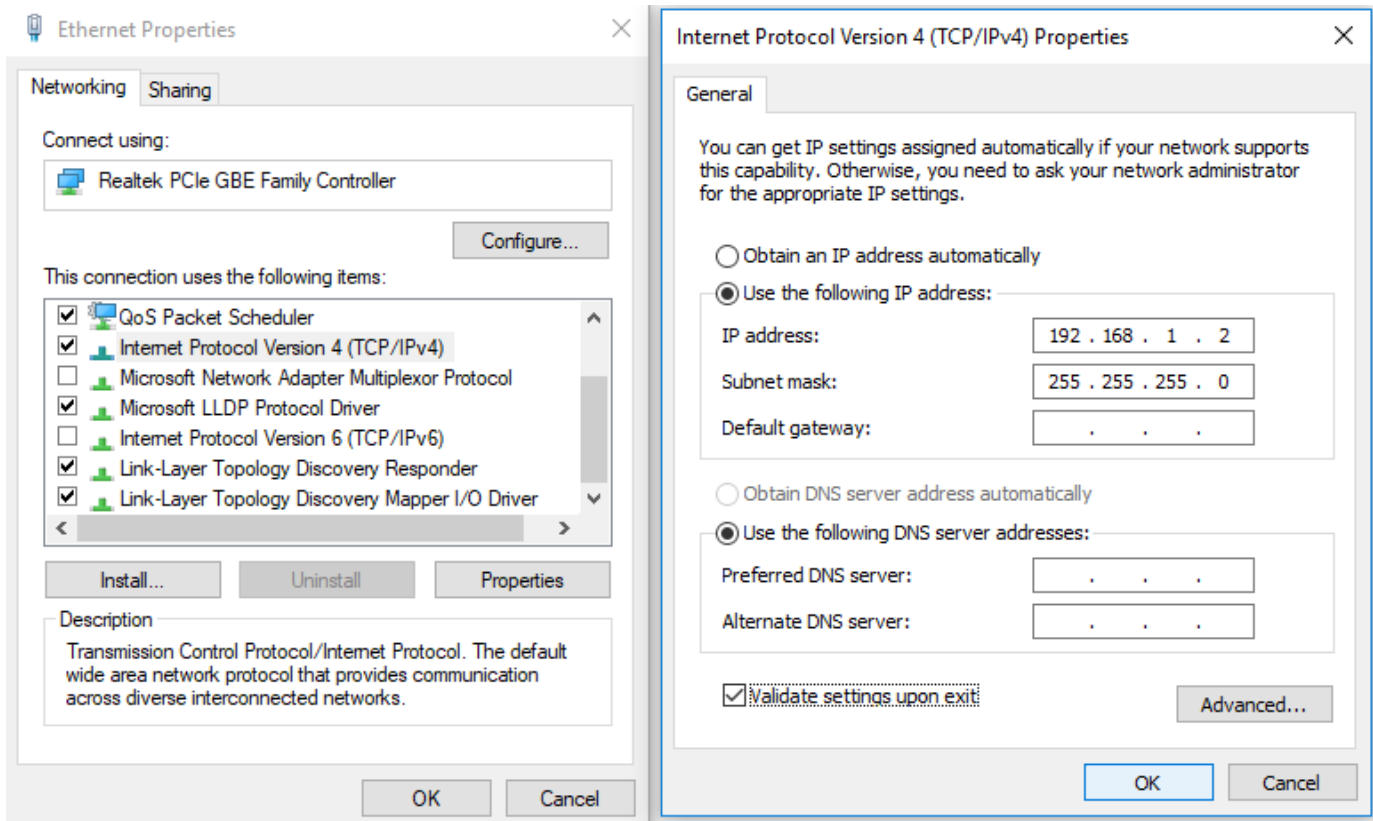 Ethernet Properties
Networking
Sharing
Connect using:
Realtek PCIe GBE Family Controller
Configure...
This connection uses the following items:
QoS Packet Scheduler
Internet Protocol Version 4 (TCP/IPv4)
Microsoft Network Adapter Multiplexor Protocol
Microsoft LLDP Protocol Driver
Internet Protocol Version 6 (TCP/IPv6)
Link-Layer Topology Discovery Responder
Link-Layer Topology Discovery Mapper I/O Driver
Install...
Uninstall
Properties
Description
Transmission Control Protocol/Internet Protocol. The default
wide area network protocol that provides communication
across diverse interconnected networks.
OK
Cancel
Internet Protocol Version 4 (TCP/IPv4) Properties
General
You can get IP settings assigned automatically if your network supports
this capability. Otherwise, you need to ask your network administrator
for the appropriate IP settings.
Obtain an IP address automatically
Use the following IP address:
IP address: 192 . 168 . 1 . 2
Subnet mask: 255 . 255 . 255 . 0
Default gateway: . . .
Obtain DNS server address automatically
Use the following DNS server addresses:
Preferred DNS server: . . .
Alternate DNS server: . . .
Validate settings upon exit
Advanced...
OK
Cancel